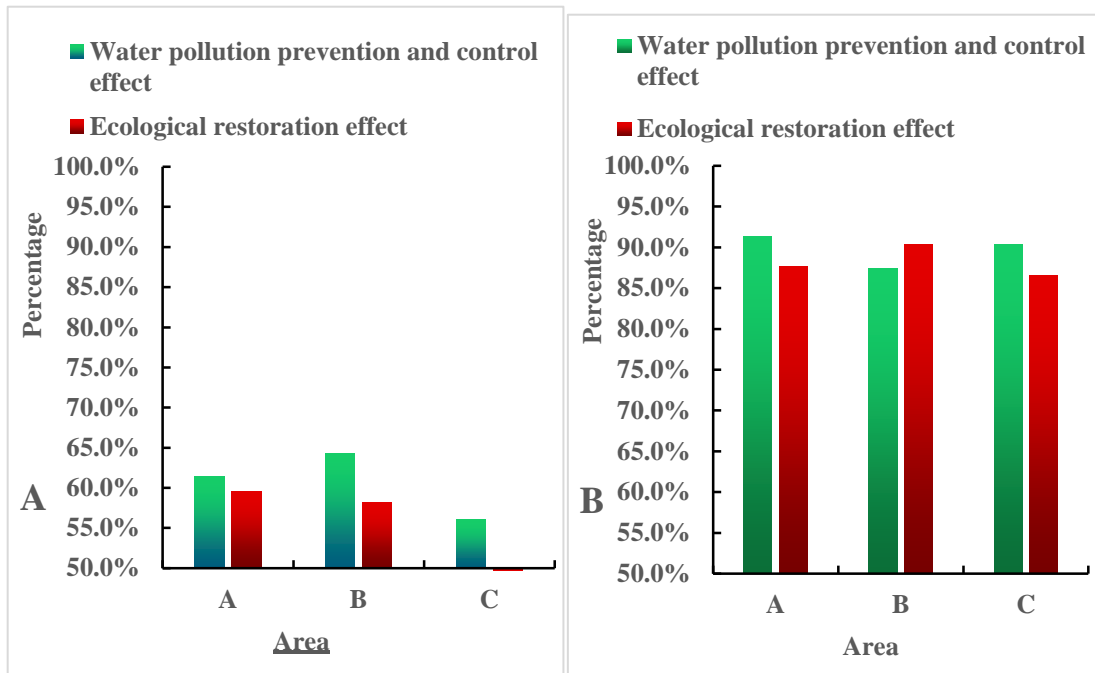 Water pollution prevention and control
effect
Ecological restoration effect
100.0%
95.0%
90.0%
85.0%
80.0%
75.0%
70.0%
65.0%
60.0%
55.0%
50.0%
Percentage
A
A B C
Area
Water pollution prevention and control
effect
Ecological restoration effect
100.0%
95.0%
90.0%
85.0%
80.0%
75.0%
70.0%
65.0%
60.0%
55.0%
50.0%
Percentage
B
A B C
Area